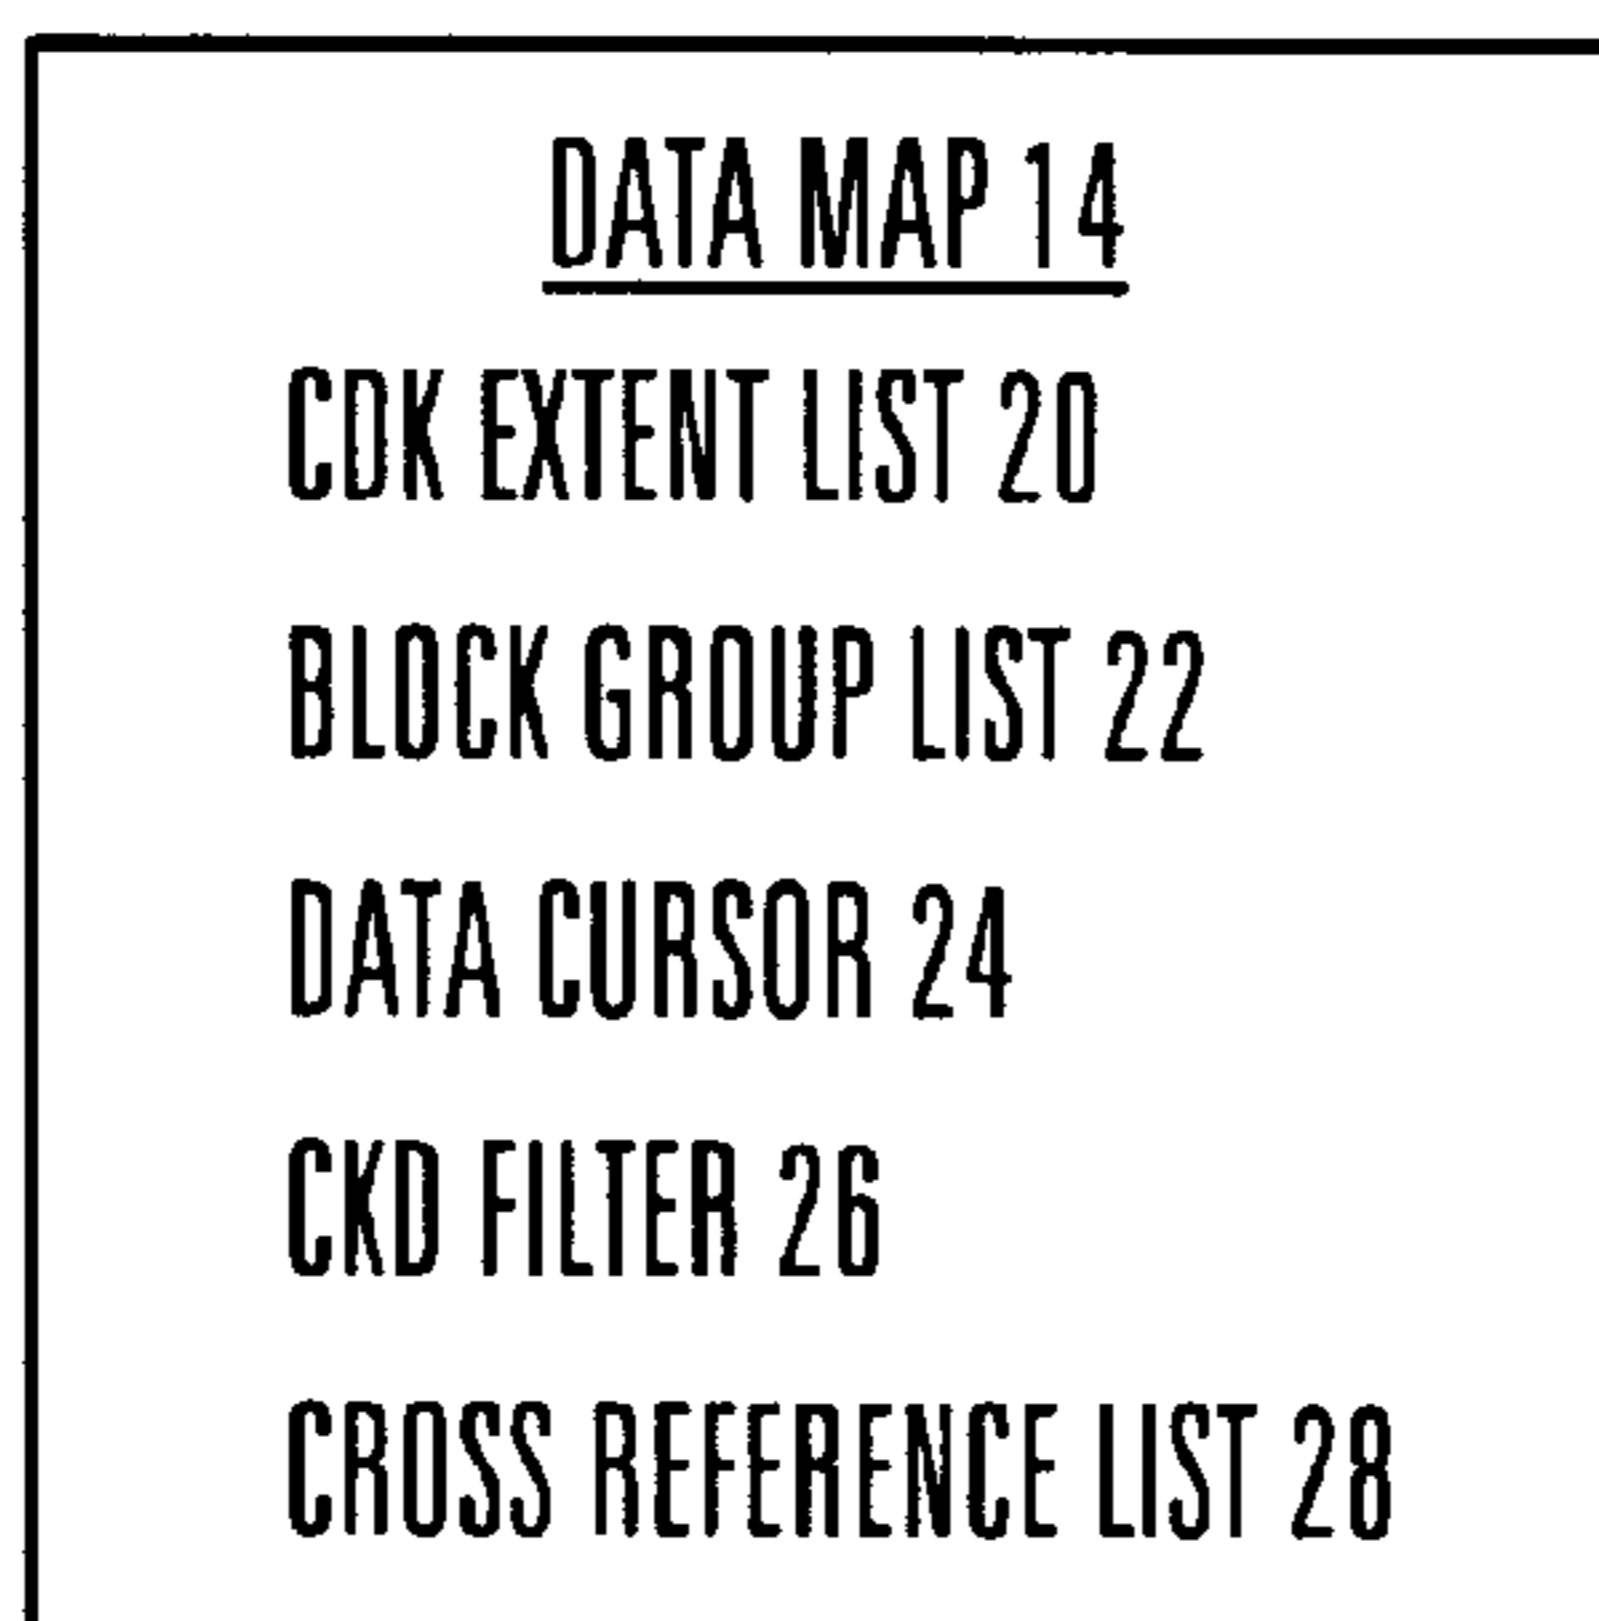 DATA MAP 14
CDK EXTENT LIST 20
BLOCK GROUP LIST 22
DATA CURSOR 24
CKD FILTER 26
CROSS REFERENCE LIST 28